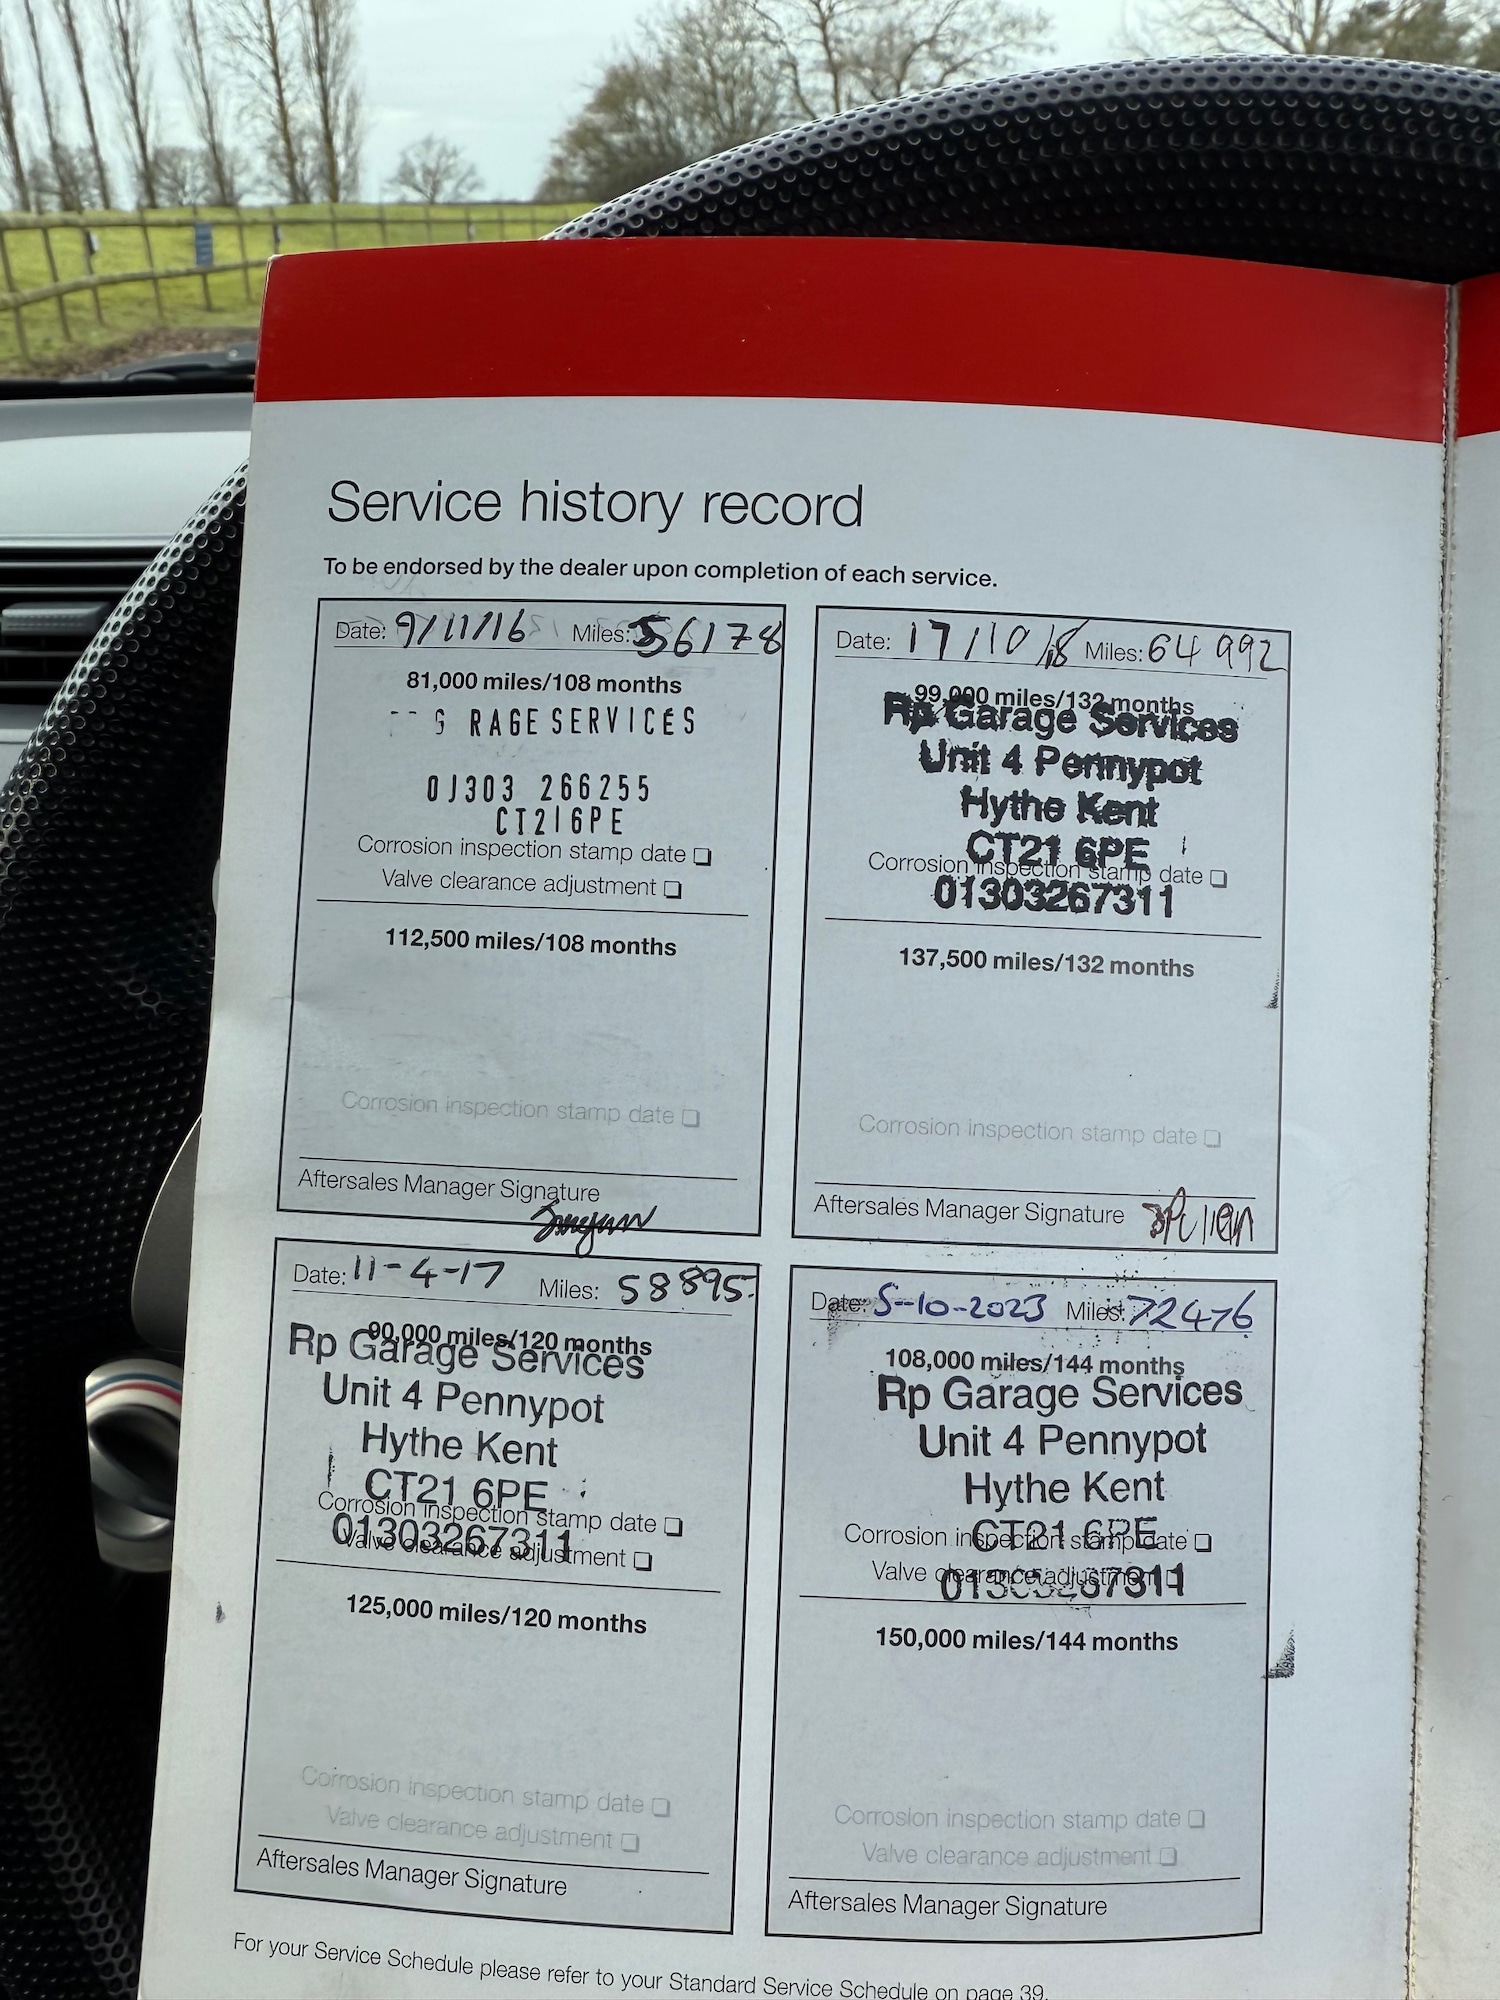 Service history record
To be endorsed by the dealer upon completion of each service.
Date: 9/11/16 Miles: 56178
81,000 miles/108 months
G RAGE SERVICES
01303 266255
CT216PE
Corrosion inspection stamp date
Valve clearance adjustment
112,500 miles/108 months
Corrosion inspection stamp date
Aftersales Manager Signature
Date: 17/10/18 Miles: 64992
99,000 miles/132 months
Rp Garage Services
Unit 4 Pennypot
Hythe Kent
CT21 6PE
Corrosion inspection stamp date
01303267311
137,500 miles/132 months
Corrosion inspection stamp date
Aftersales Manager Signature
Date: 11-4-17 Miles: 58895
90,000 miles/120 months
Rp Garage Services
Unit 4 Pennypot
Hythe Kent
CT21 6PE
Corrosion inspection stamp date
01303267311
Valve clearance adjustment
125,000 miles/120 months
Corrosion inspection stamp date
Valve clearance adjustment
Aftersales Manager Signature
Date: 5-10-2023 Miles: 72476
108,000 miles/144 months
Rp Garage Services
Unit 4 Pennypot
Hythe Kent
CT21 6PE
Corrosion inspection stamp date
Valve clearance adjustment
01303267311
150,000 miles/144 months
Corrosion inspection stamp date
Valve clearance adjustment
Aftersales Manager Signature
For your Service Schedule please refer to your Standard Service Schedule on page 39.